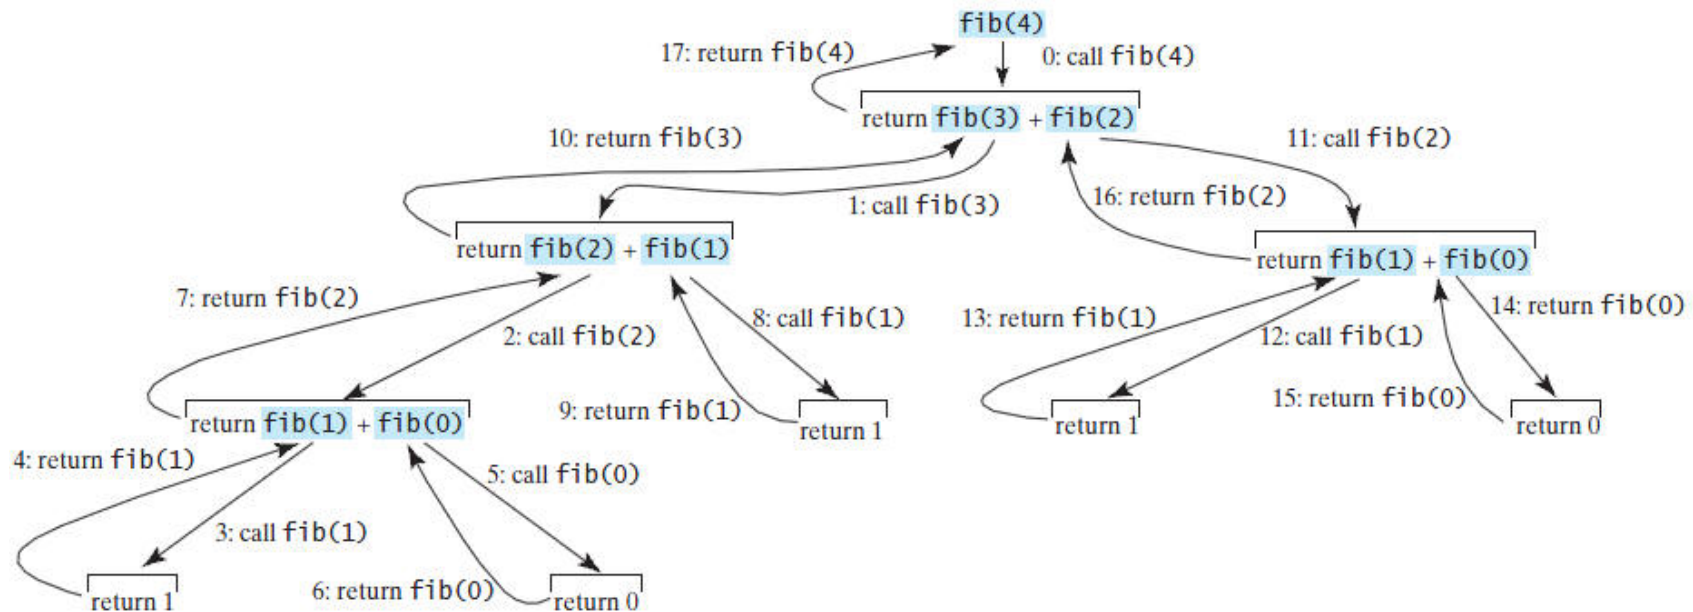 fib(4)
17: return fib(4)
0: call fib(4)
return fib(3) + fib(2)
10: return fib(3)
11: call fib(2)
1: call fib(3)
16: return fib(2)
return fib(2) + fib(1)
return fib(1) + fib(0)
7: return fib(2)
2: call fib(2)
8: call fib(1)
13: return fib(1)
12: call fib(1)
14: return fib(0)
return fib(1) + fib(0)
9: return fib(1)
return 1
15: return fib(0)
return 1
return 0
4: return fib(1)
5: call fib(0)
3: call fib(1)
6: return fib(0)
return 1
return 0